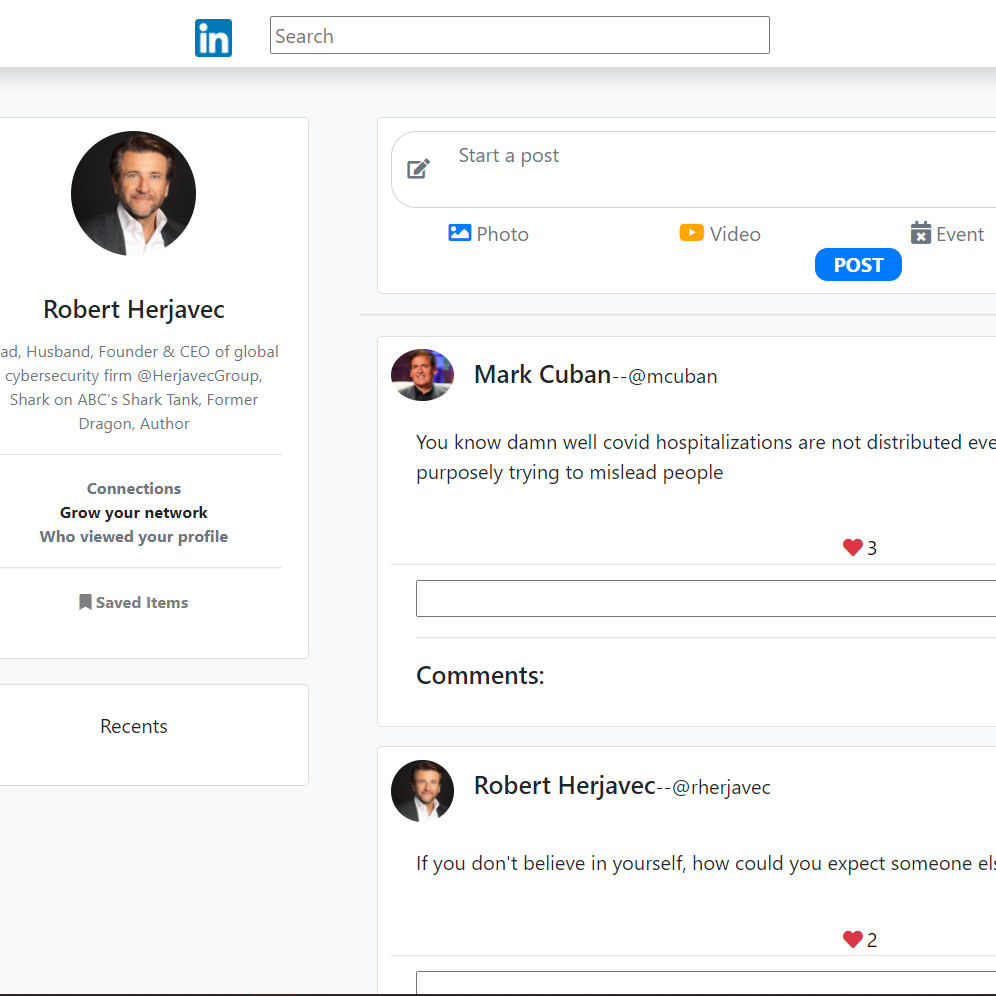 in
Search
Robert Herjavec
ad, Husband, Founder & CEO of global
cybersecurity firm @HerjavecGroup,
Shark on ABC’s Shark Tank, Former
Dragon, Author
Connections
Grow your network
Who viewed your profile
Saved Items
Recents
Start a post
Photo
Video
Event
POST
Mark Cuban--@mcuban
You know damn well covid hospitalizations are not distributed eve
purposely trying to mislead people
3
Comments:
Robert Herjavec--@rherjavec
If you don't believe in yourself, how could you expect someone els
2